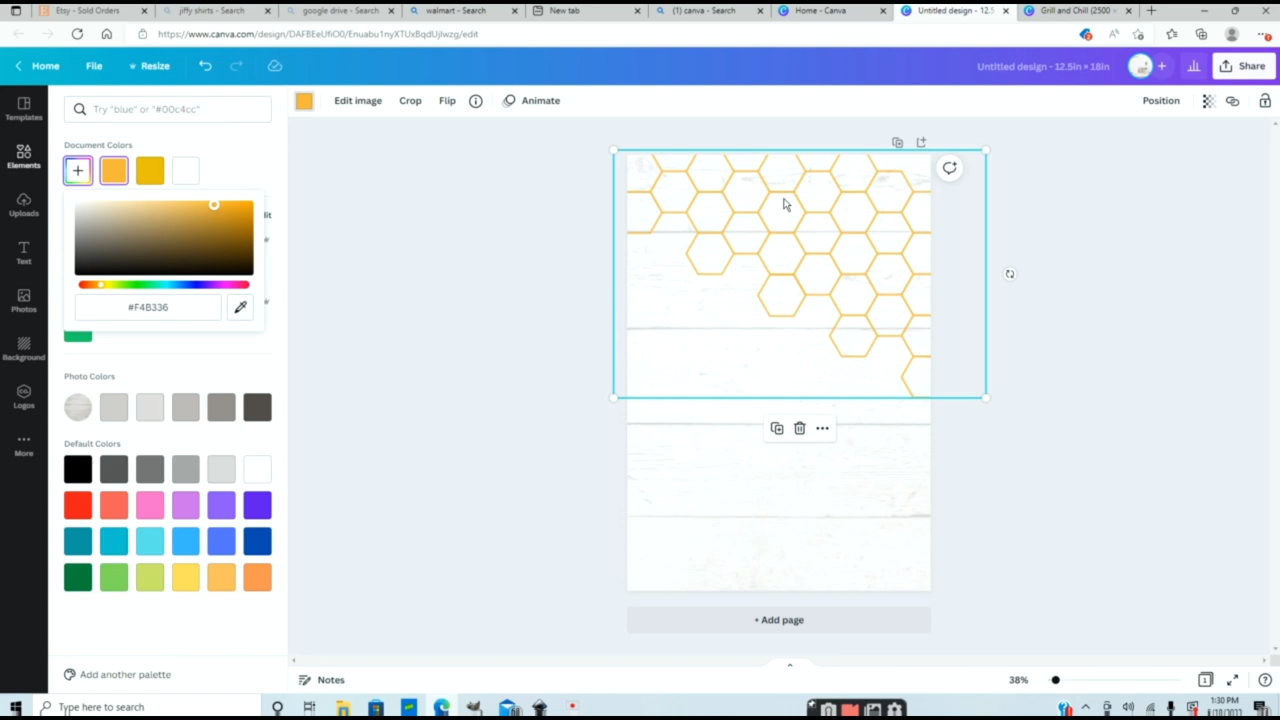 Etsy - Sold Orders
jiffy shirts - Search
google drive - Search
walmart - Search
New tab
(1) canva - Search
Home - Canva
Untitled design - 12.5
Grill and Chill (2500 ×
https://www.canva.com/design/DAFBEeUfiO0/Enuabu1nyXTUxBqdUjIwzg/edit
Home
File
Resize
Untitled design - 12.5in × 18in
Share
Templates
Elements
Uploads
Text
Photos
Background
Logos
More
Try "blue" or "#00c4cc"
Edit image
Crop
Flip
Animate
Position
Document Colors
#F4B336
Photo Colors
Default Colors
Add another palette
+ Add page
Notes
38%
1
Type here to search
1:30 PM